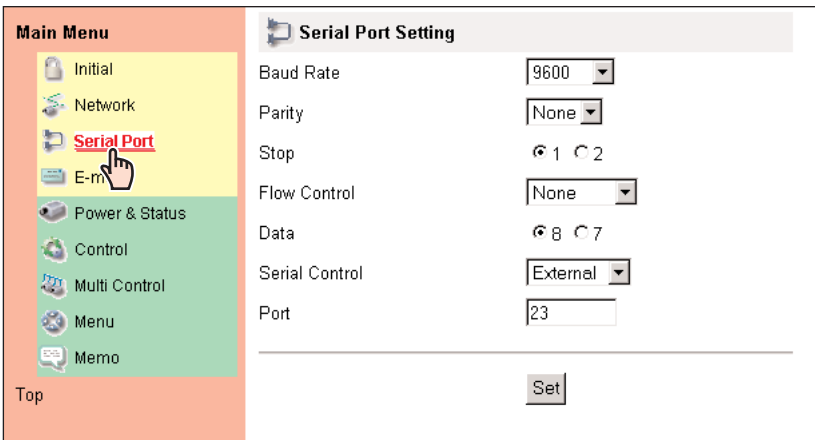 Main Menu
Initial
Network
Serial Port
E-m
Power & Status
Control
Multi Control
Menu
Memo
Top
Serial Port Setting
Baud Rate 9600
Parity None
Stop 1 2
Flow Control None
Data 8 7
Serial Control External
Port 23
Set